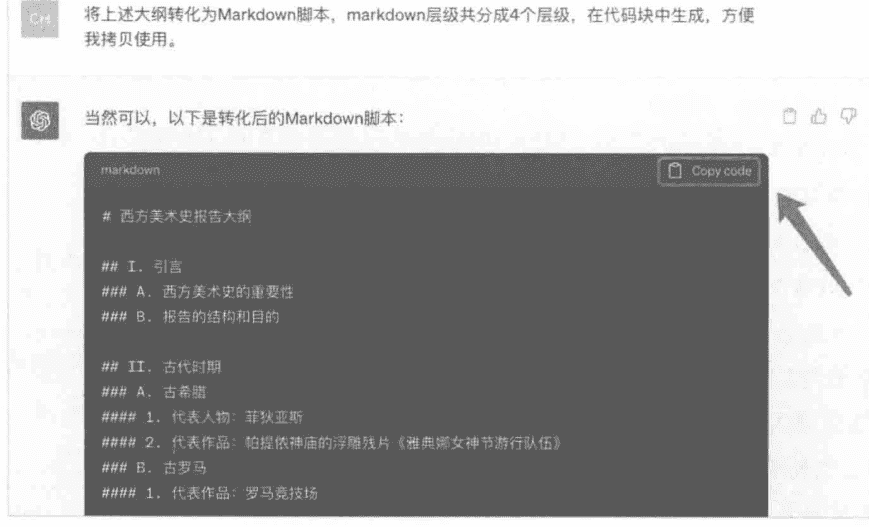 CM
将上述大纲转化为Markdown脚本，markdown层级共分成4个层级，在代码块中生成，方便
我拷贝使用。
当然可以，以下是转化后的Markdown脚本：
markdown
Copy code
# 西方美术史报告大纲
## I. 引言
### A. 西方美术史的重要性
### B. 报告的结构和目的
## II. 古代时期
### A. 古希腊
#### 1. 代表人物：菲狄亚斯
#### 2. 代表作品：帕提侬神庙的浮雕残片《雅典娜女神节游行队伍》
### B. 古罗马
#### 1. 代表作品：罗马竞技场